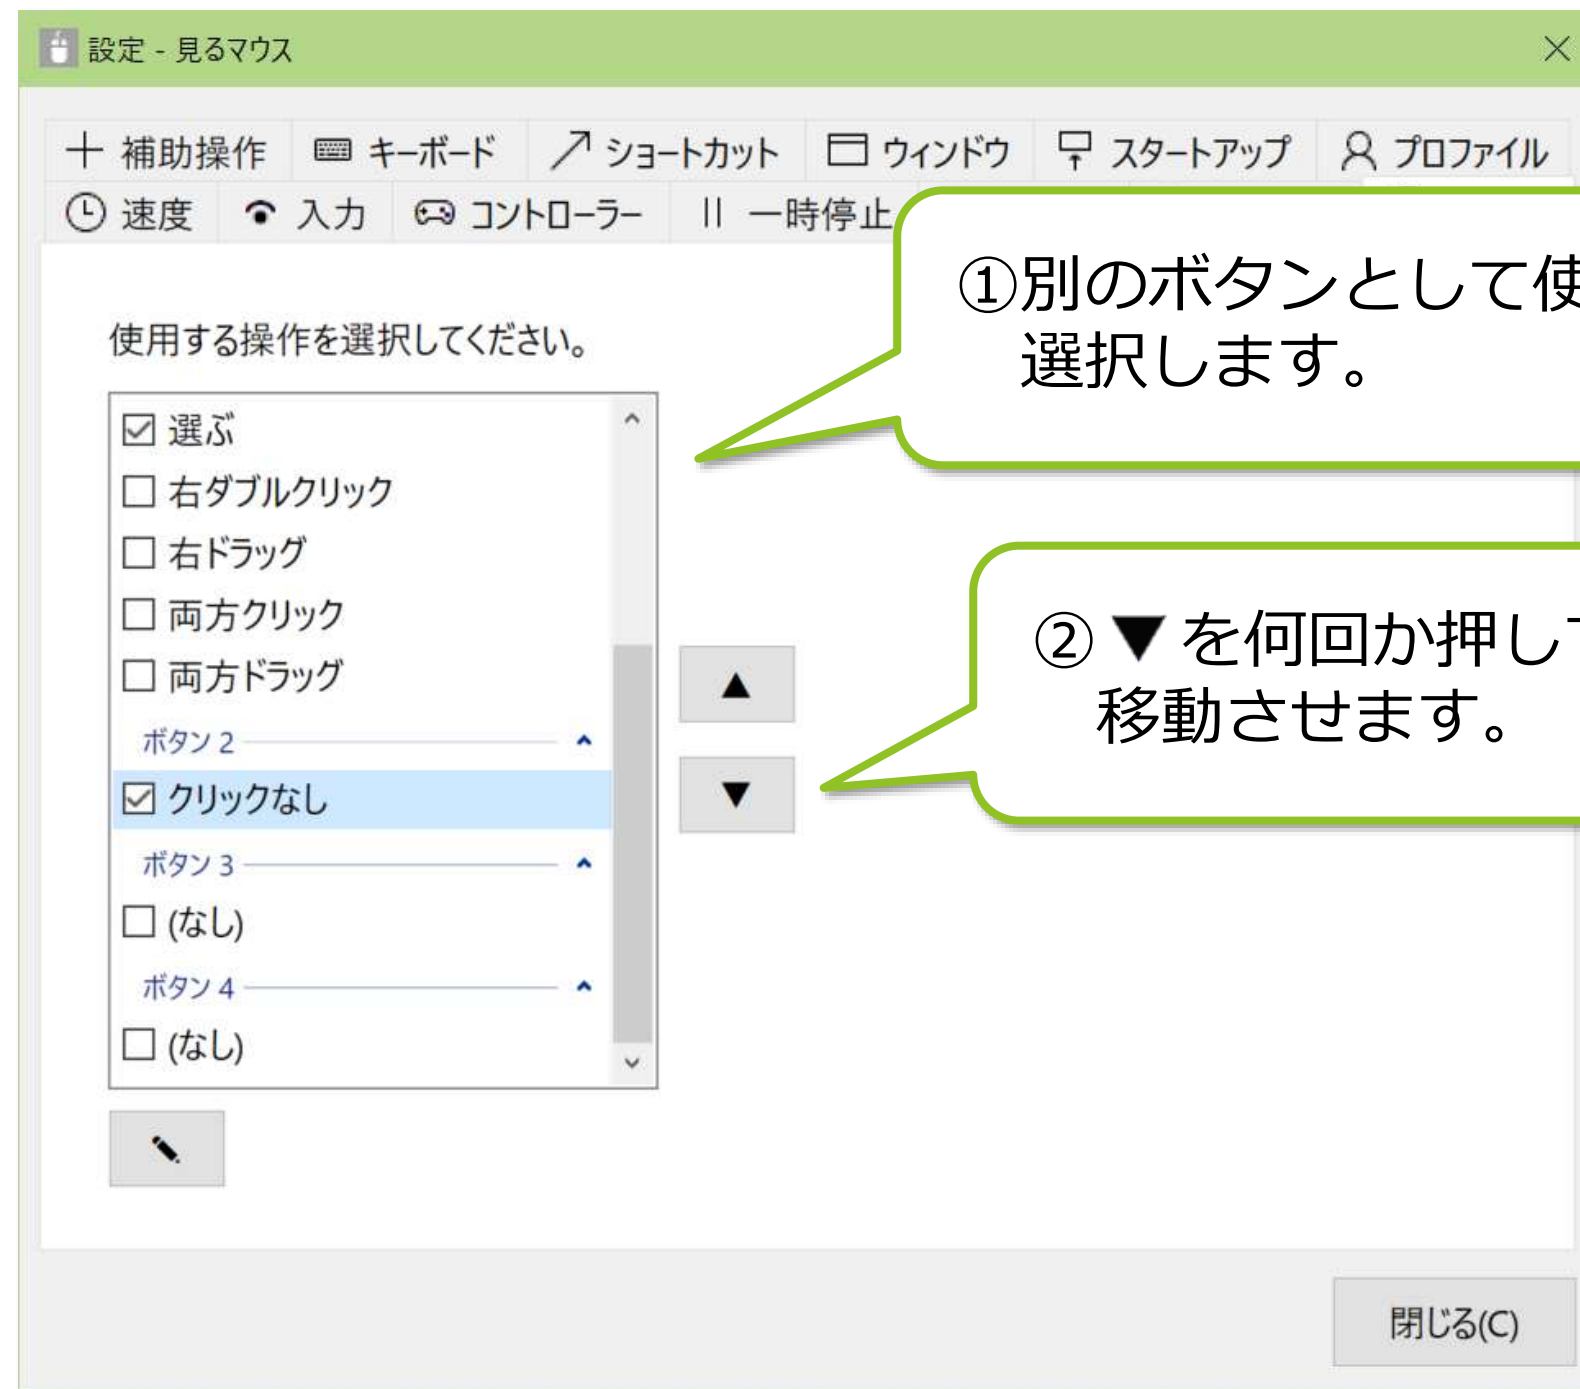 設定 - 見るマウス
補助操作 キーボード ショートカット ウィンドウ スタートアップ プロファイル
速度 入力 コントローラー 一時停止
①別のボタンとして使
選択します。
使用する操作を選択してください。
選ぶ
右ダブルクリック
右ドラッグ
両方クリック
両方ドラッグ
②▼を何回か押して
移動させます。
ボタン 2
クリックなし
ボタン 3
(なし)
ボタン 4
(なし)
閉じる(C)